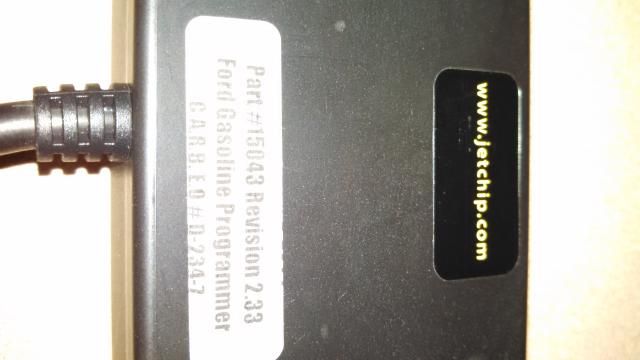 Part #15043 Revision 2.33
Ford Gasoline Programmer
C.A.R.B. E.O # D-234-7
www.jetchip.com